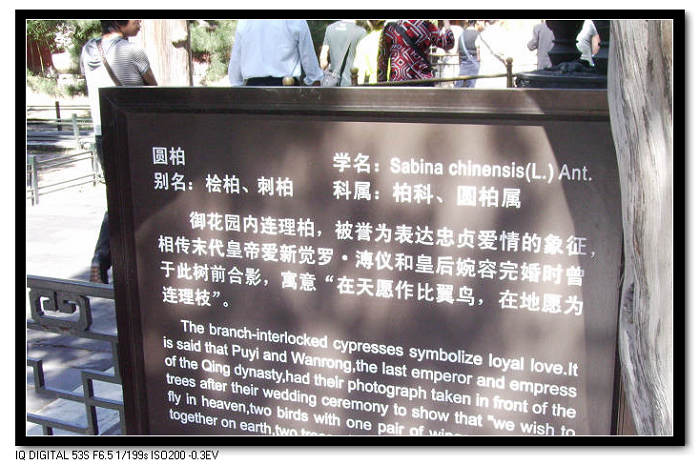 圆柏
学名：Sabina chinensis(L.) Ant.
别名：桧柏、刺柏
科属：柏科、圆柏属
御花园内连理柏，被誉为表达忠贞爱情的象征，
相传末代皇帝爱新觉罗·溥仪和皇后婉容完婚时曾
于此树前合影，寓意“在天愿作比翼鸟，在地愿为
连理枝”。
The branch-interlocked cypresses symbolize loyal love.It
is said that Puyi and Wanrong,the last emperor and empress
of the Qing dynasty,had their photograph taken in front of the
trees after their wedding ceremony to show that "we wish to
fly in heaven,two birds with one pair of
together on earth,two
IQ DIGITAL 53S F6.5 1/199s ISO200 -0.3EV